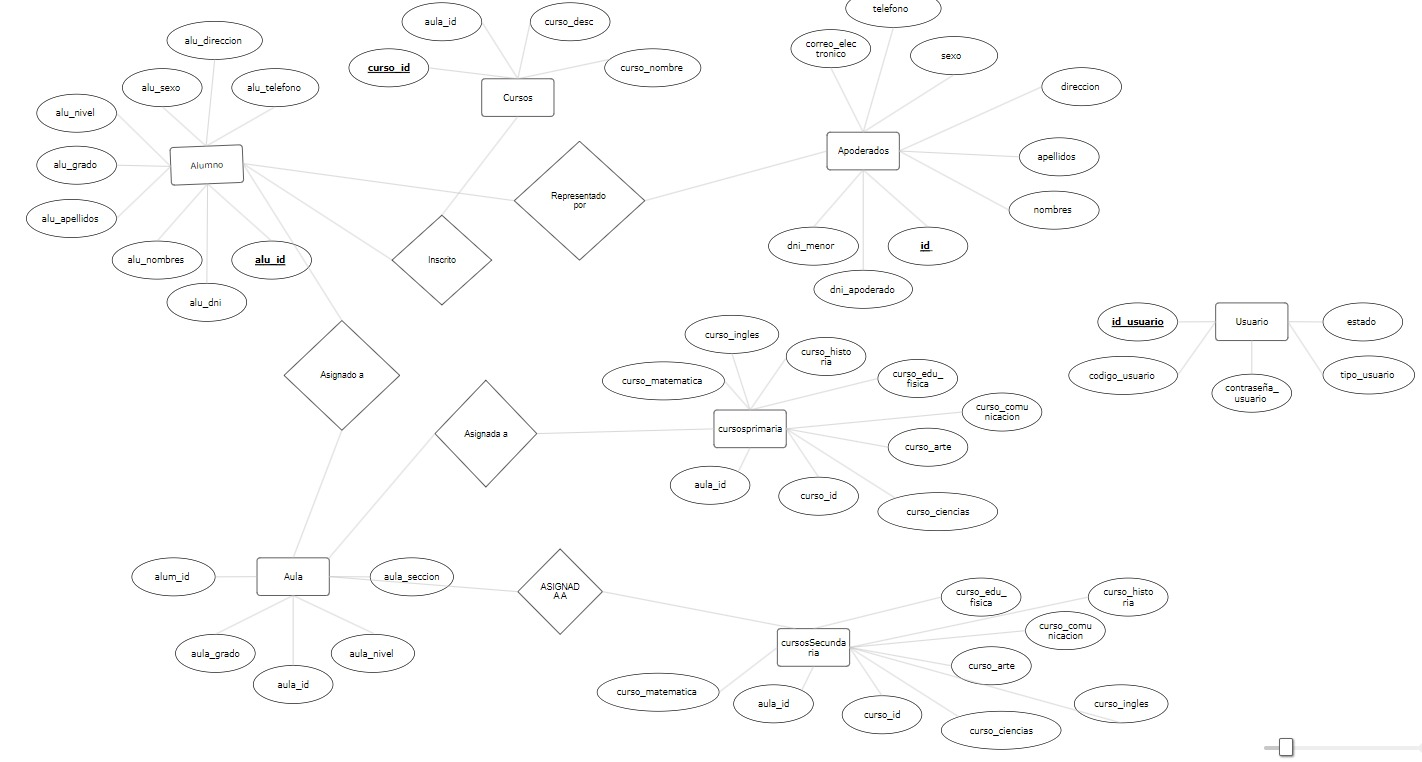 telefono
aula_id
curso_desc
alu_direccion
correo_elec
tronico
sexo
curso_id
curso_nombre
alu_sexo
alu_telefono
direccion
Cursos
alu_nivel
Apoderados
apellidos
alu_grado
Alumno
Representado
por
nombres
alu_apellidos
dni_menor
id
alu_nombres
alu_id
Inscrito
dni_apoderado
alu_dni
id_usuario
Usuario
estado
curso_ingles
curso_histo
ria
Asignado a
curso_matematica
curso_edu_
fisica
codigo_usuario
contraseña_
usuario
tipo_usuario
curso_comu
nicacion
Asignada a
cursosprimaria
curso_arte
aula_id
curso_id
curso_ciencias
alum_id
Aula
aula_seccion
ASIGNAD
A A
curso_edu_
fisica
curso_histo
ria
curso_comu
nicacion
cursosSecunda
ria
aula_grado
aula_nivel
curso_arte
aula_id
curso_matematica
aula_id
curso_id
curso_ingles
curso_ciencias